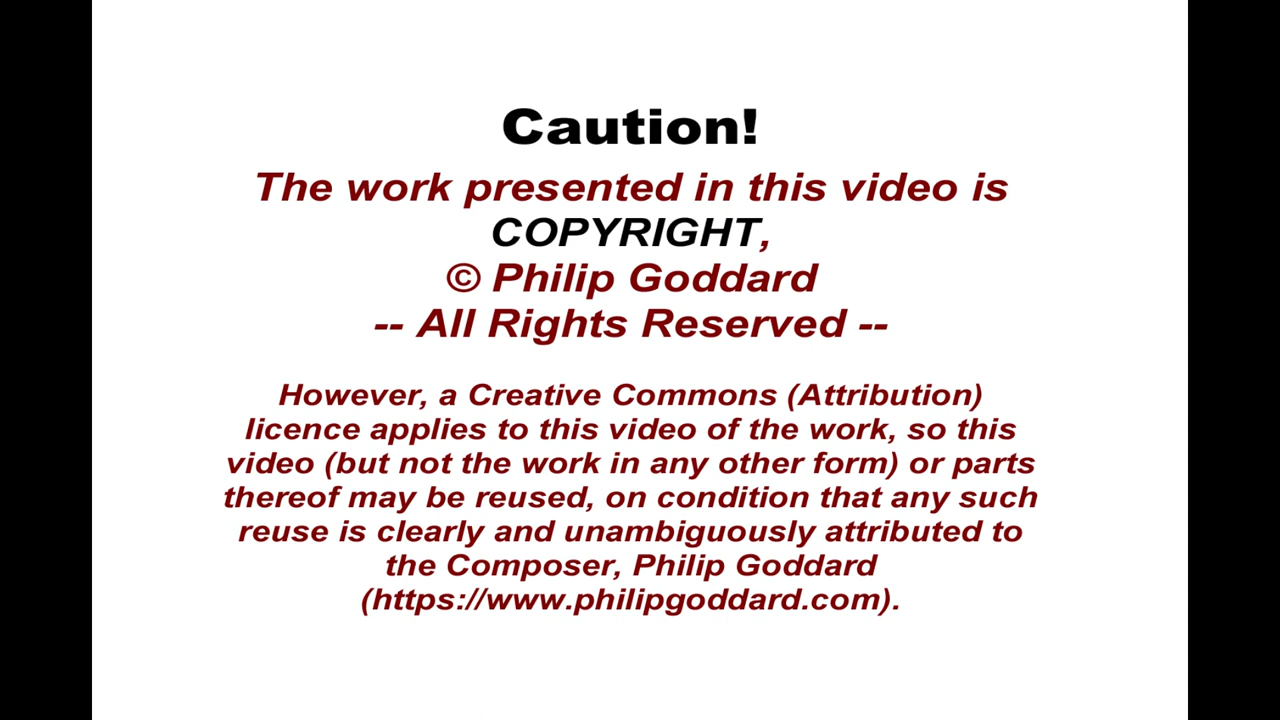 Caution!
The work presented in this video is
COPYRIGHT,
© Philip Goddard
-- All Rights Reserved --
However, a Creative Commons (Attribution)
licence applies to this video of the work, so this
video (but not the work in any other form) or parts
thereof may be reused, on condition that any such
reuse is clearly and unambiguously attributed to
the Composer, Philip Goddard
(https://www.philipgoddard.com).